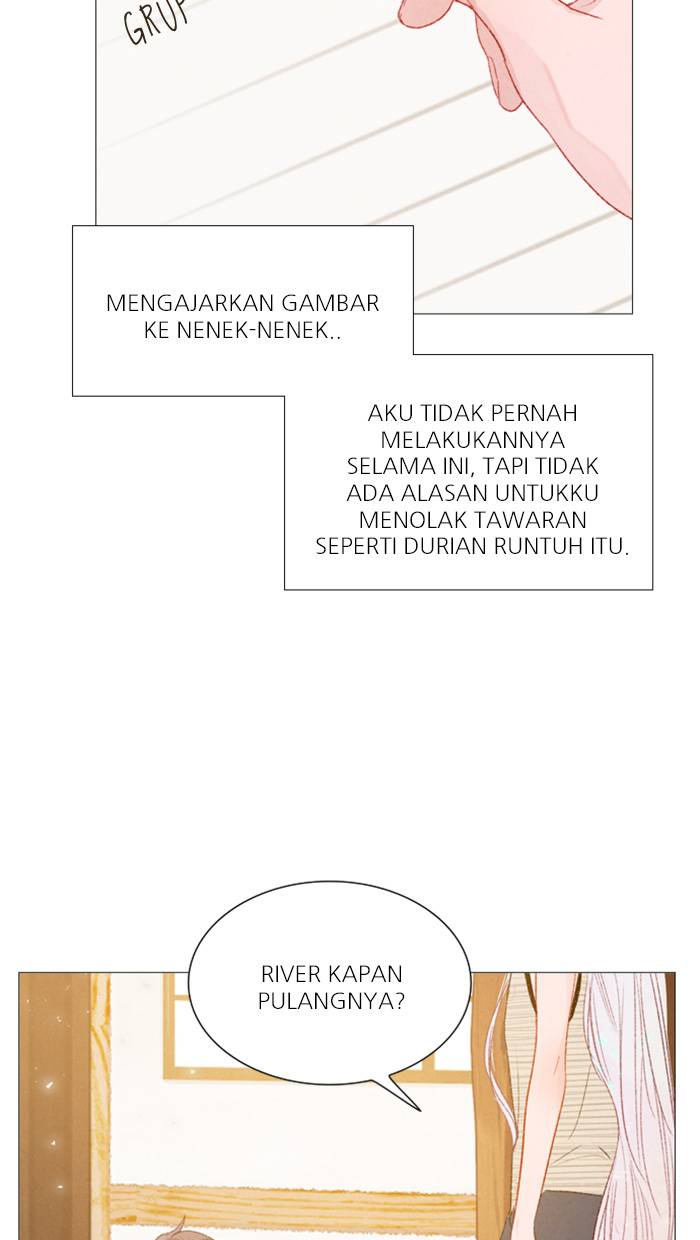 GRUP
MENGAJARKAN GAMBAR
KE NENEK-NENEK..
AKU TIDAK PERNAH
MELAKUKANNYA
SELAMA INI, TAPI TIDAK
ADA ALASAN UNTUKKU
MENOLAK TAWARAN
SEPERTI DURIAN RUNTUH ITU.
RIVER KAPAN
PULANGNYA?